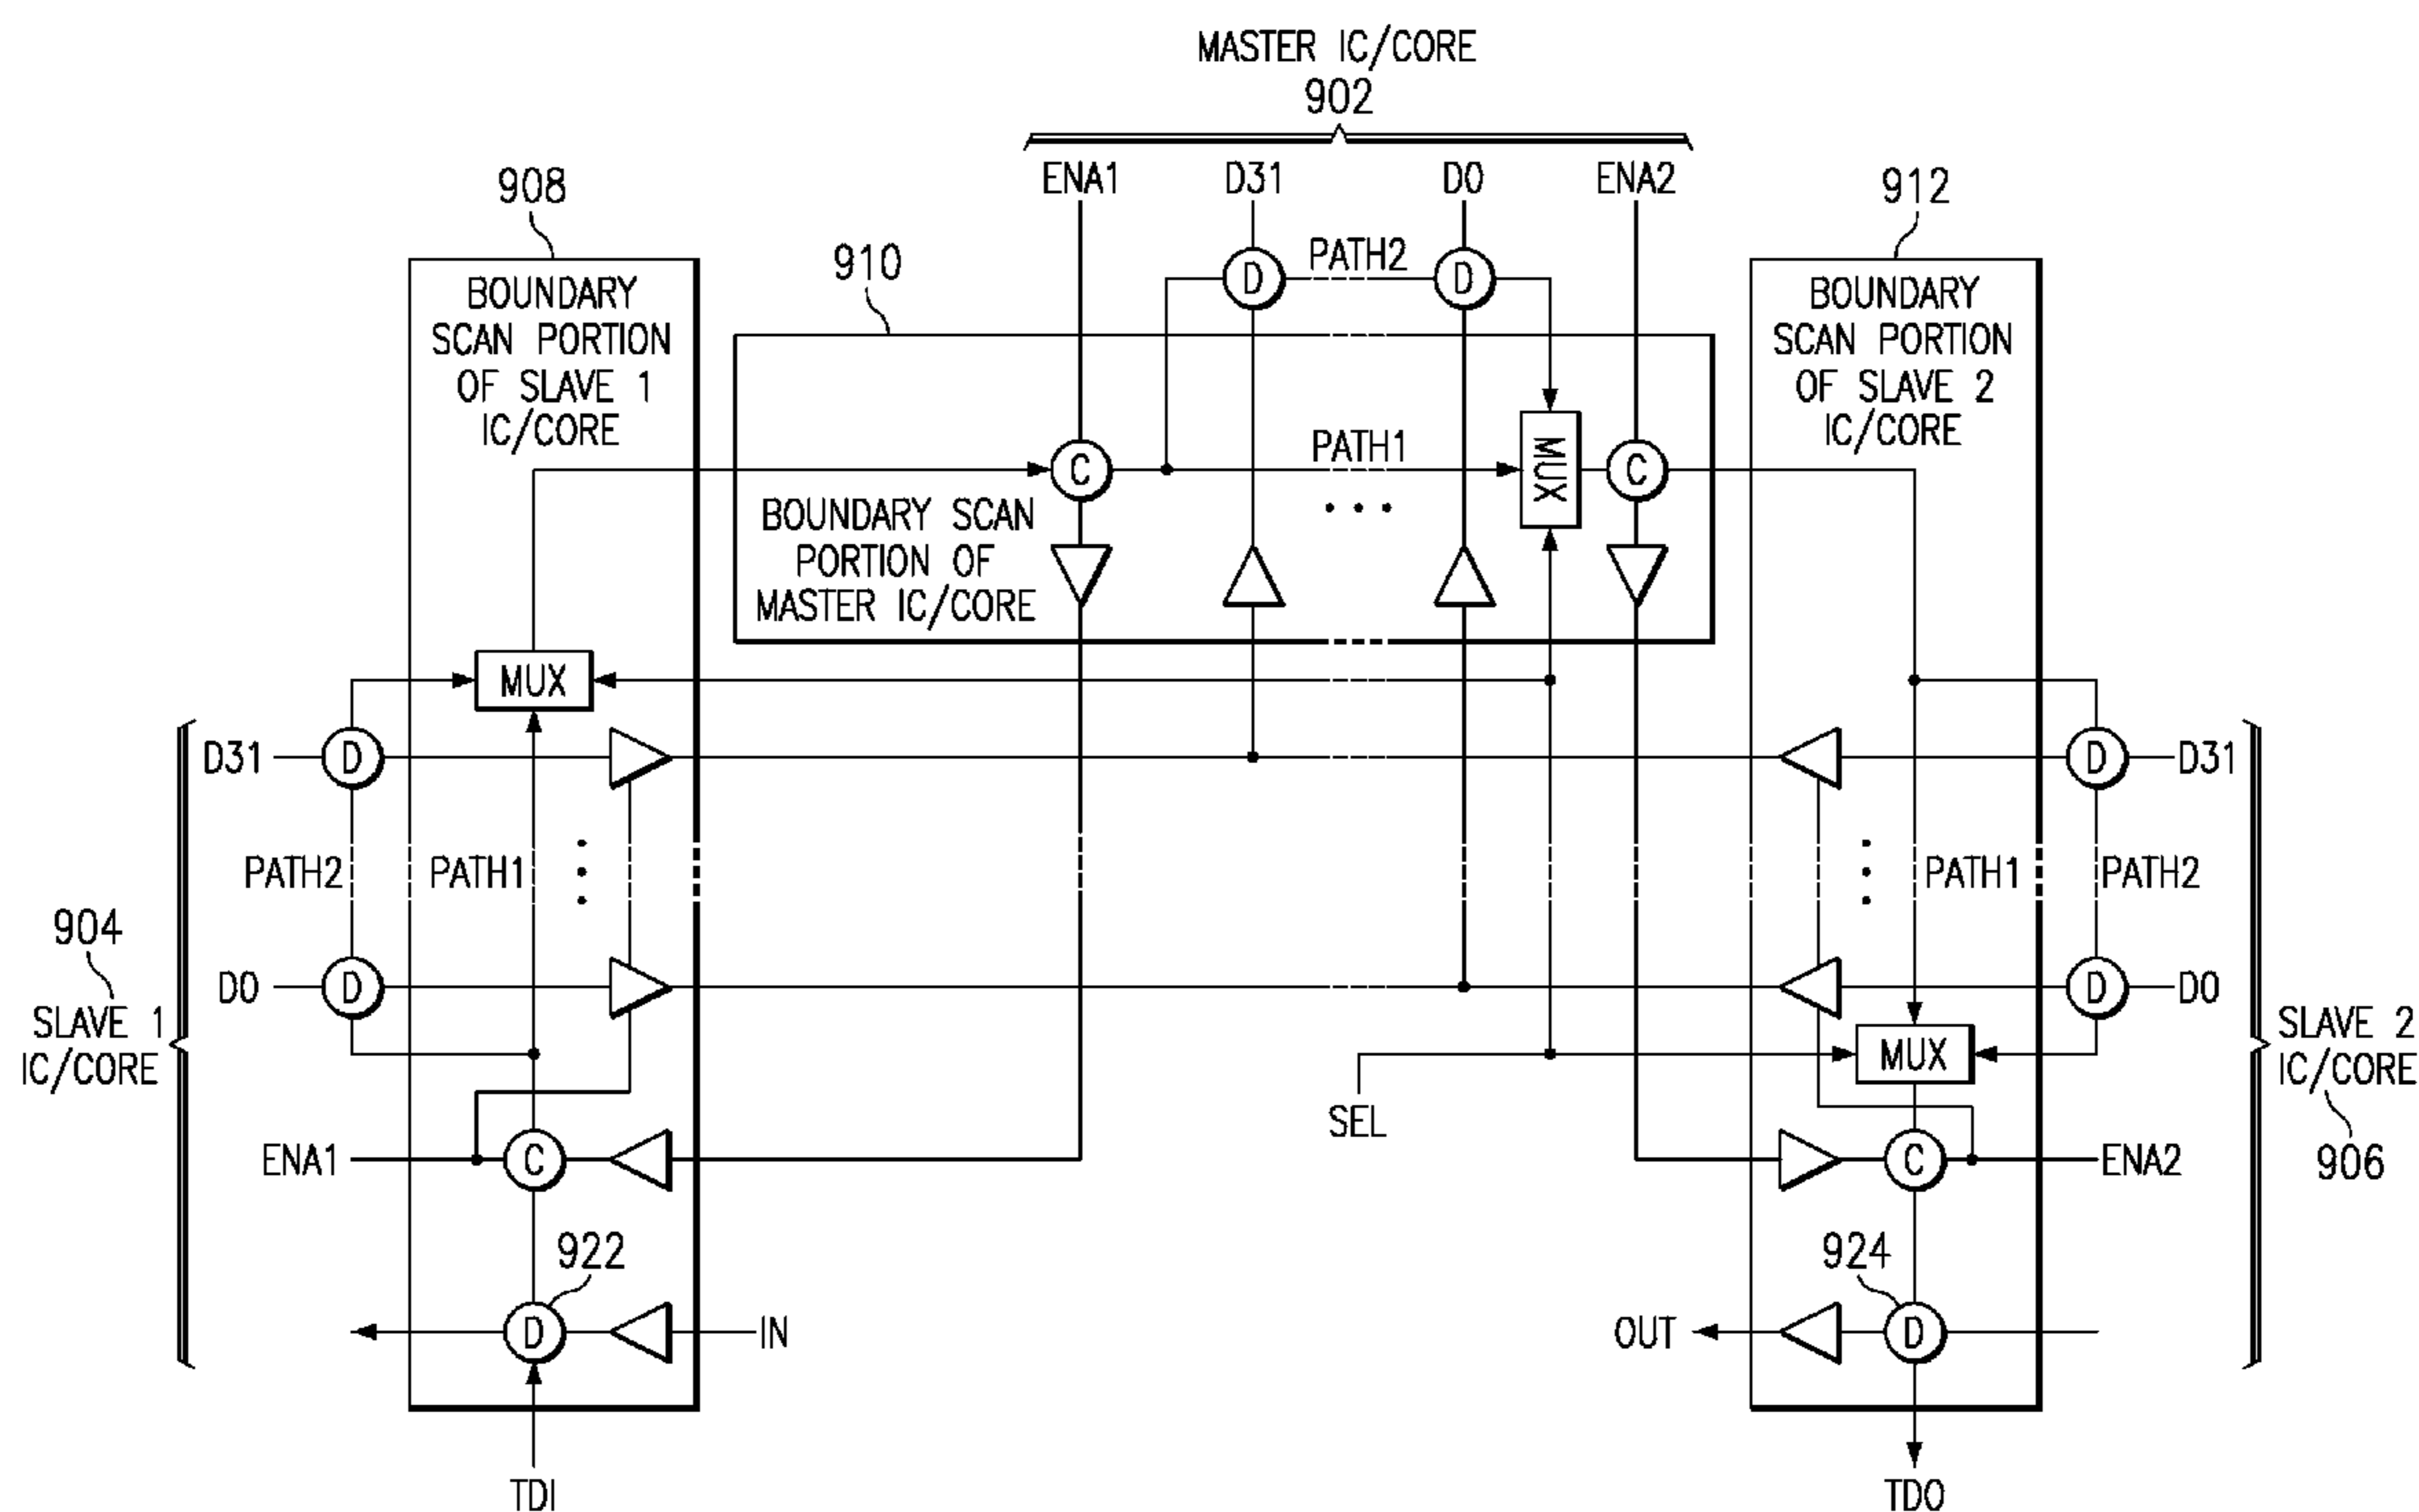 MASTER IC/CORE
902
ENA1
D31
D0
ENA2
908
910
912
BOUNDARY
SCAN PORTION
OF SLAVE 1
IC/CORE
D
PATH2
D
BOUNDARY
SCAN PORTION
OF SLAVE 2
IC/CORE
C
PATH1
MUX
C
BOUNDARY SCAN
PORTION OF
MASTER IC/CORE
MUX
D31
D
D
D31
PATH2
PATH1
PATH1
PATH2
904
SLAVE 1
IC/CORE
D0
D
D
D0
MUX
SLAVE 2
IC/CORE
906
SEL
ENA1
C
C
ENA2
922
D
IN
924
OUT
D
TDI
TDO